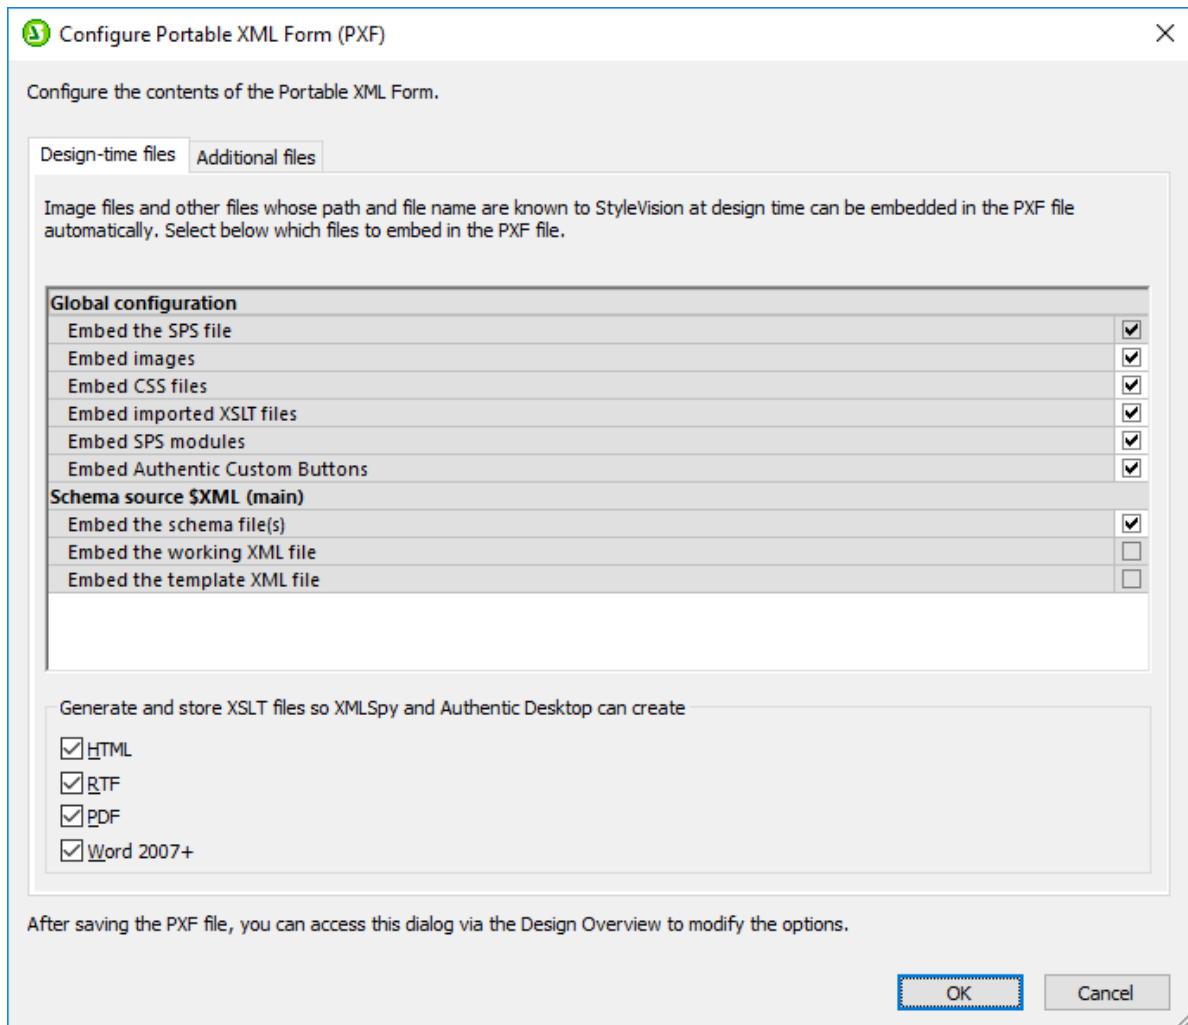 Configure Portable XML Form (PXF)
Configure the contents of the Portable XML Form.
Design-time files
Additional files
Image files and other files whose path and file name are known to StyleVision at design time can be embedded in the PXF file
automatically. Select below which files to embed in the PXF file.
Global configuration
Embed the SPS file
Embed images
Embed CSS files
Embed imported XSLT files
Embed SPS modules
Embed Authentic Custom Buttons
Schema source $XML (main)
Embed the schema file(s)
Embed the working XML file
Embed the template XML file
Generate and store XSLT files so XMLSpy and Authentic Desktop can create
HTML
RTF
PDF
Word 2007+
After saving the PXF file, you can access this dialog via the Design Overview to modify the options.
OK
Cancel